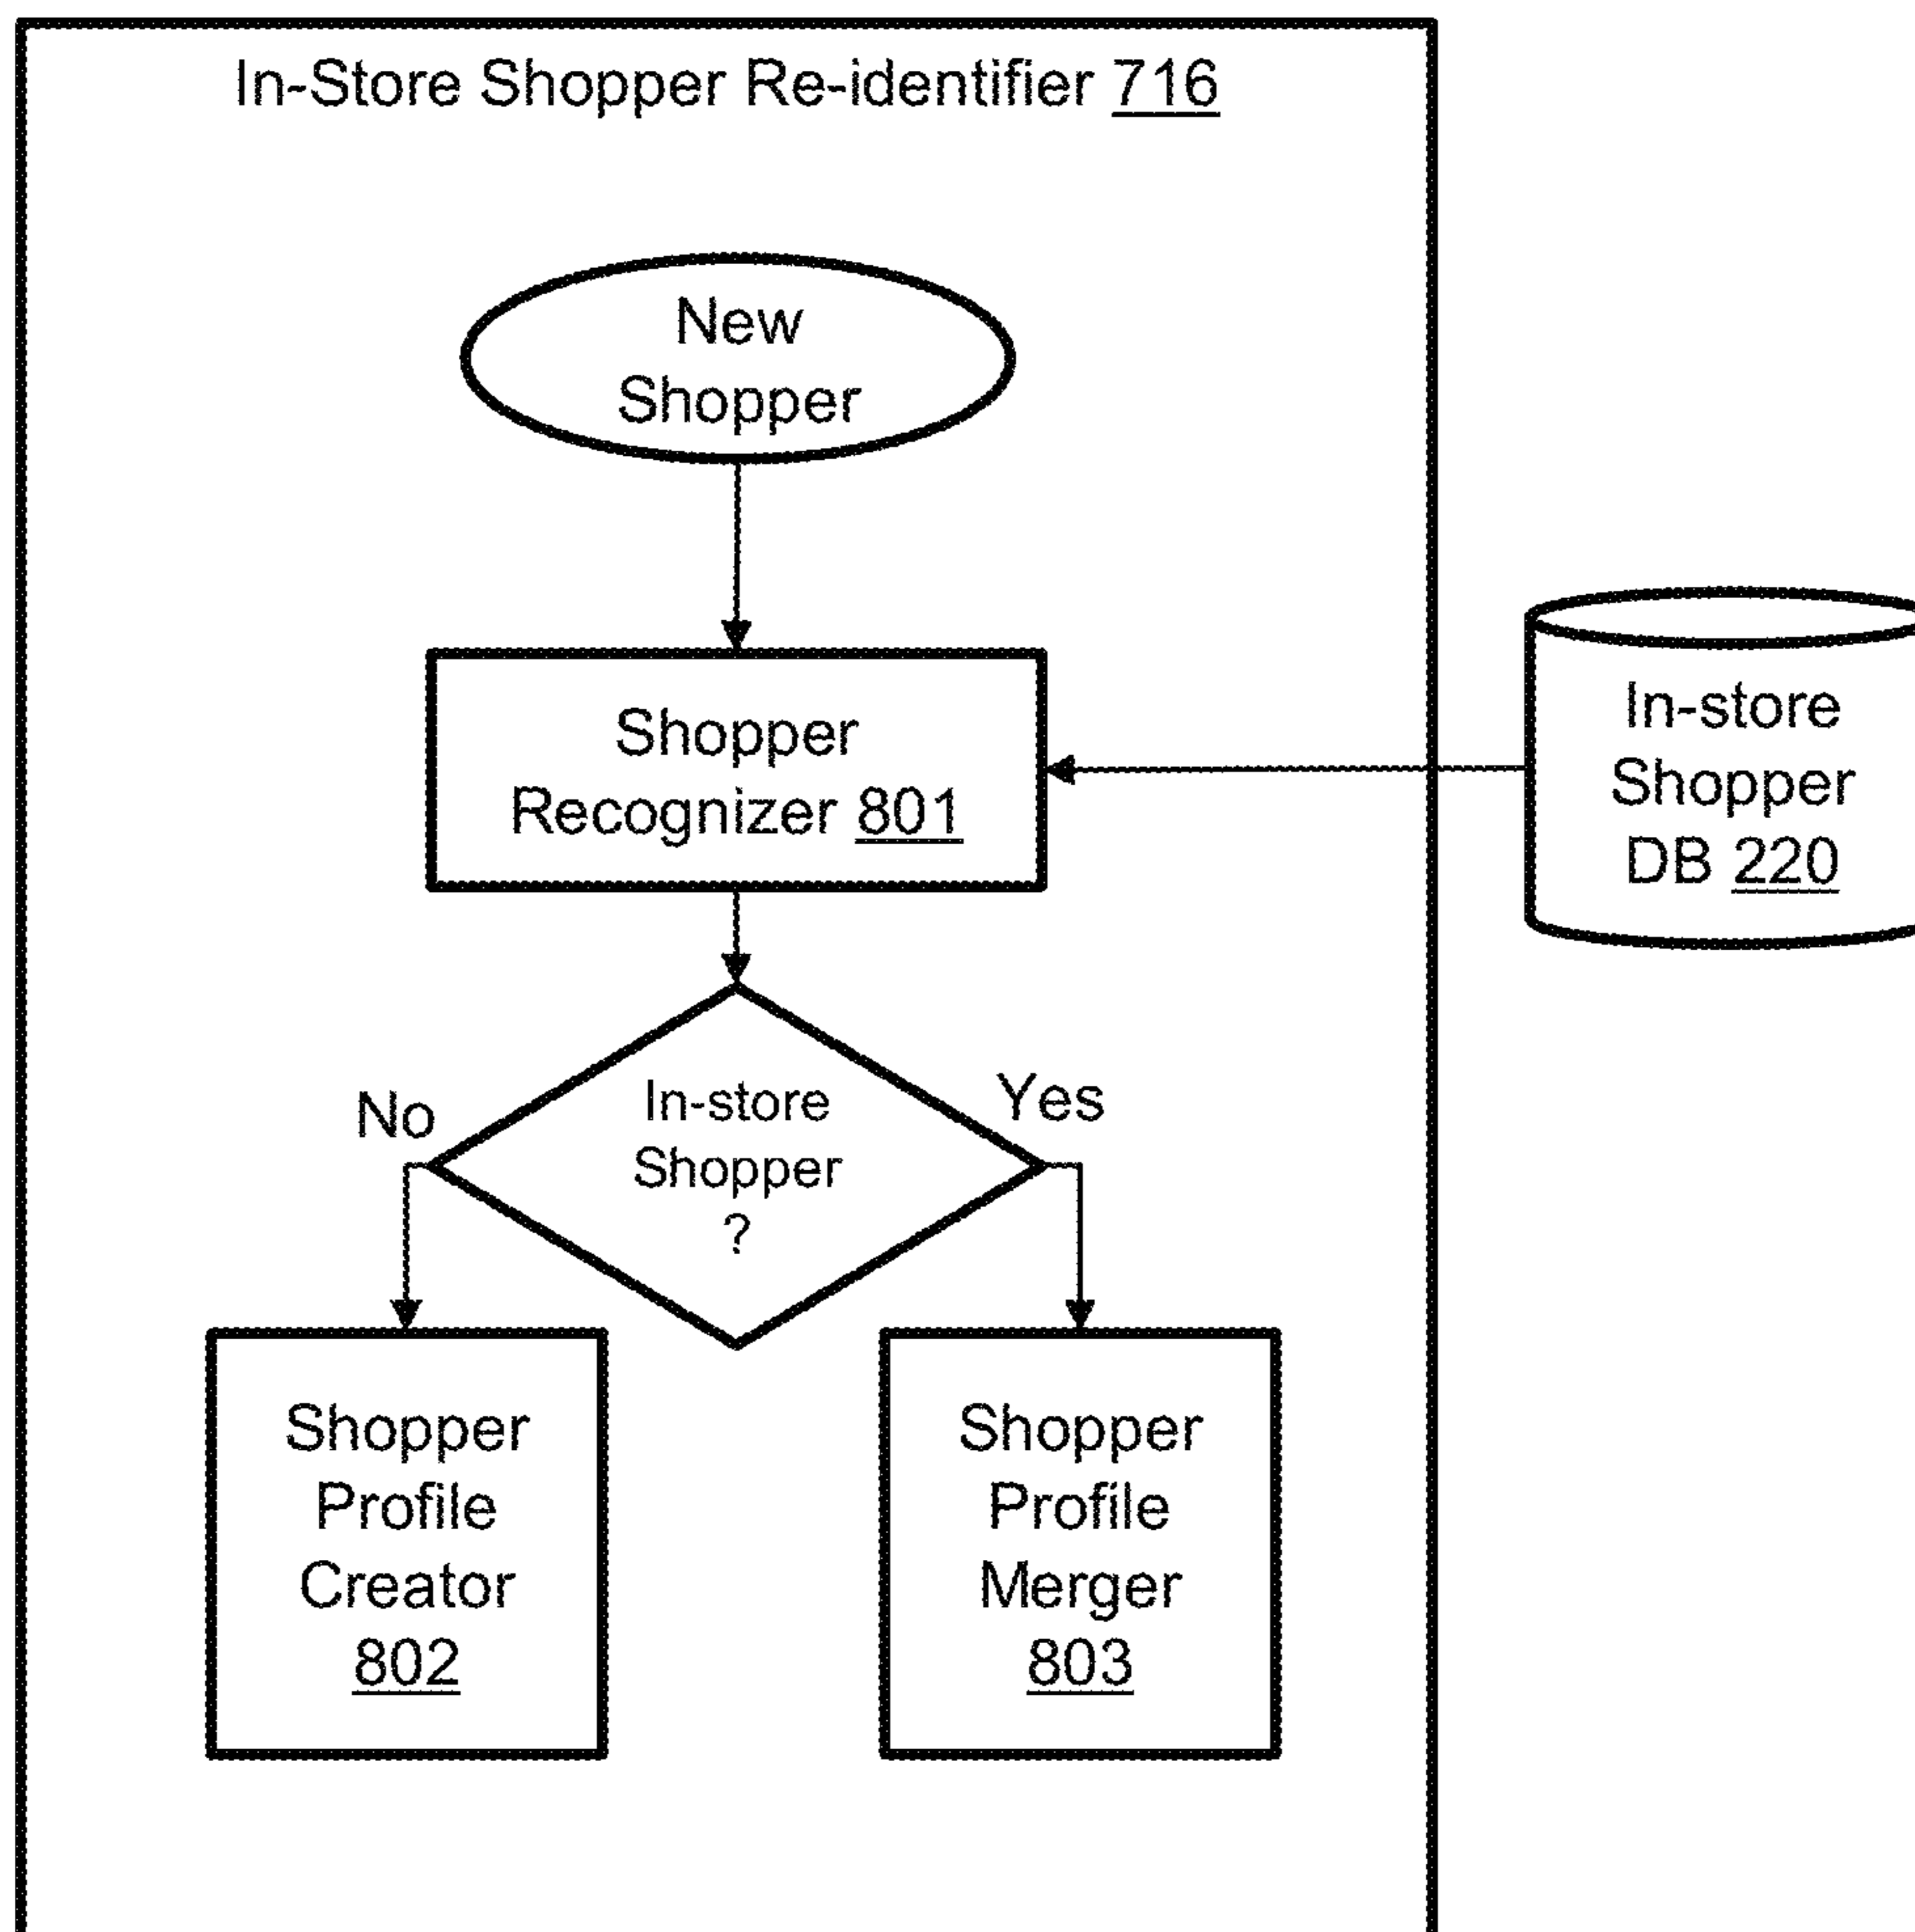 In-Store Shopper Re-identifier 716
New
Shopper
Shopper
Recognizer 801
In-store
Shopper
DB 220
No
Yes
In-store
Shopper
?
Shopper
Profile
Creator
802
Shopper
Profile
Merger
803